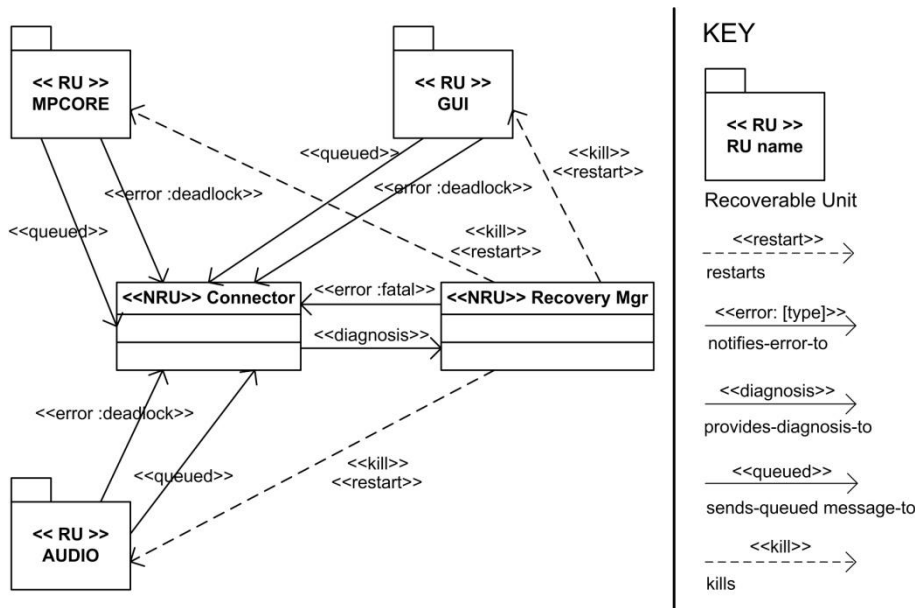 << RU >>
MPCORE
<< RU >>
GUI
<<queued>>
<<kill>>
<<restart>>
<<error :deadlock>>
<<error :deadlock>>
<<queued>>
<<kill>>
<<restart>>
<<NRU>> Connector
<<error :fatal>>
<<NRU>> Recovery Mgr
<<diagnosis>>
<<error :deadlock>>
<<queued>>
<<kill>>
<<restart>>
<< RU >>
AUDIO
KEY
<< RU >>
RU name
Recoverable Unit
<<restart>>
restarts
<<error: [type]>>
notifies-error-to
<<diagnosis>>
provides-diagnosis-to
<<queued>>
sends-queued message-to
<<kill>>
kills